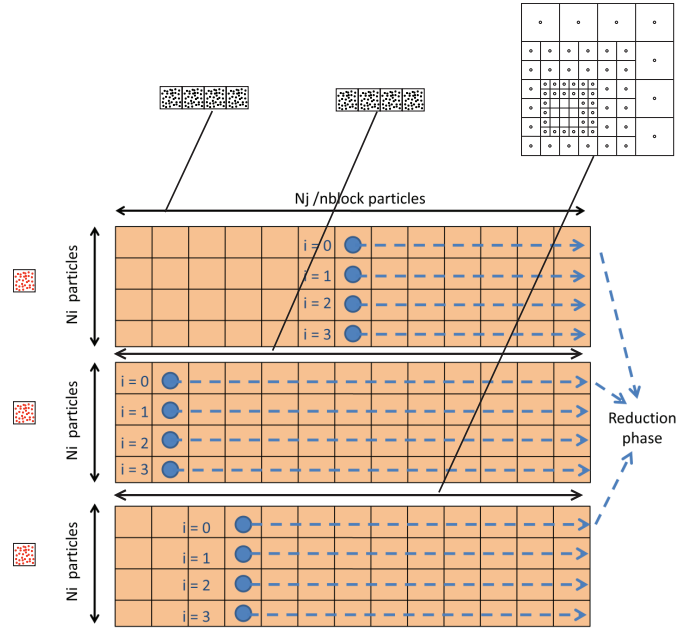 Nj /nblock particles
Ni particles
i = 0
i = 1
i = 2
i = 3
Ni particles
i = 0
i = 1
i = 2
i = 3
Reduction
phase
Ni particles
i = 0
i = 1
i = 2
i = 3